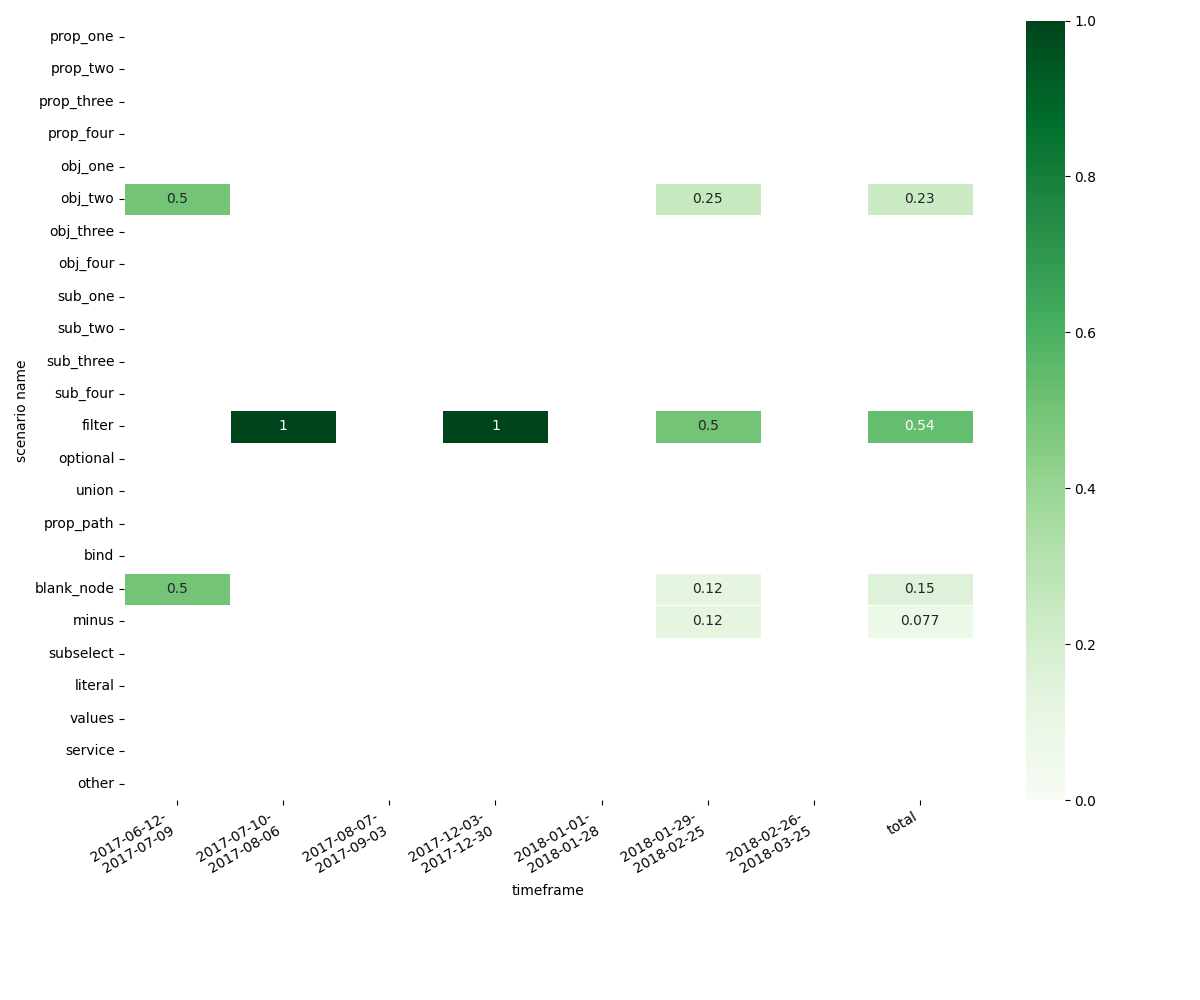 prop_one
prop_two
prop_three
prop_four
obj_one
obj_two
obj_three
obj_four
sub_one
sub_two
sub_three
sub_four
filter
optional
union
prop_path
bind
blank_node
minus
subselect
literal
values
service
other
scenario name
0.5 0.25 0.23
1 1 0.5 0.54
0.5 0.12 0.15
0.12 0.077
2017-06-12-
2017-07-09
2017-07-10-
2017-08-06
2017-08-07-
2017-09-03
2017-12-03-
2017-12-30
2018-01-01-
2018-01-28
2018-01-29-
2018-02-25
2018-02-26-
2018-03-25
total
timeframe
1.0
0.8
0.6
0.4
0.2
0.0